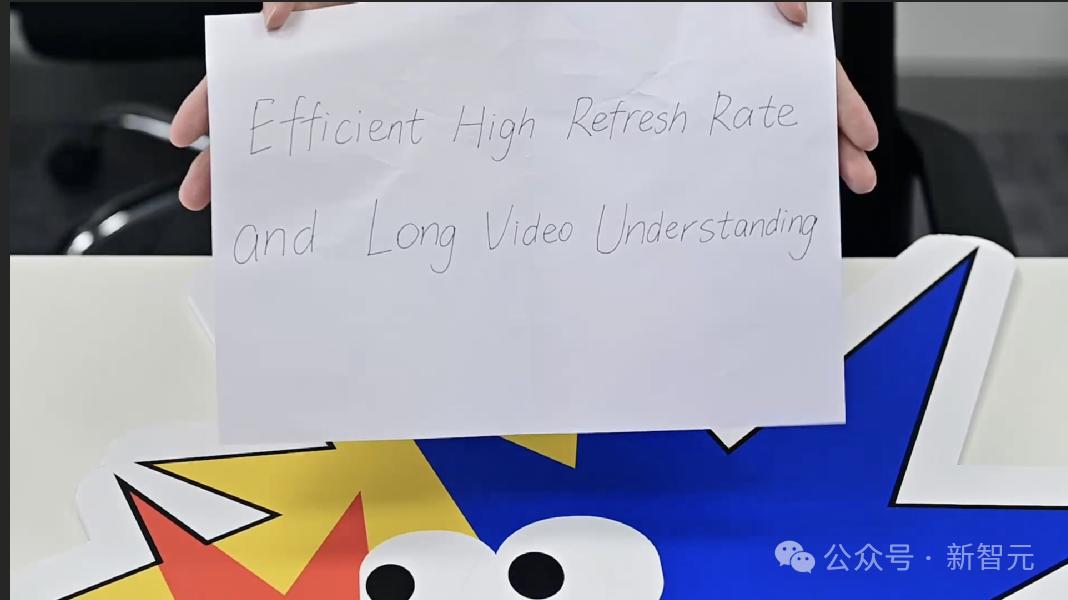 Efficient High Refresh Rate
and Long Video Understanding
公众号 · 新智元